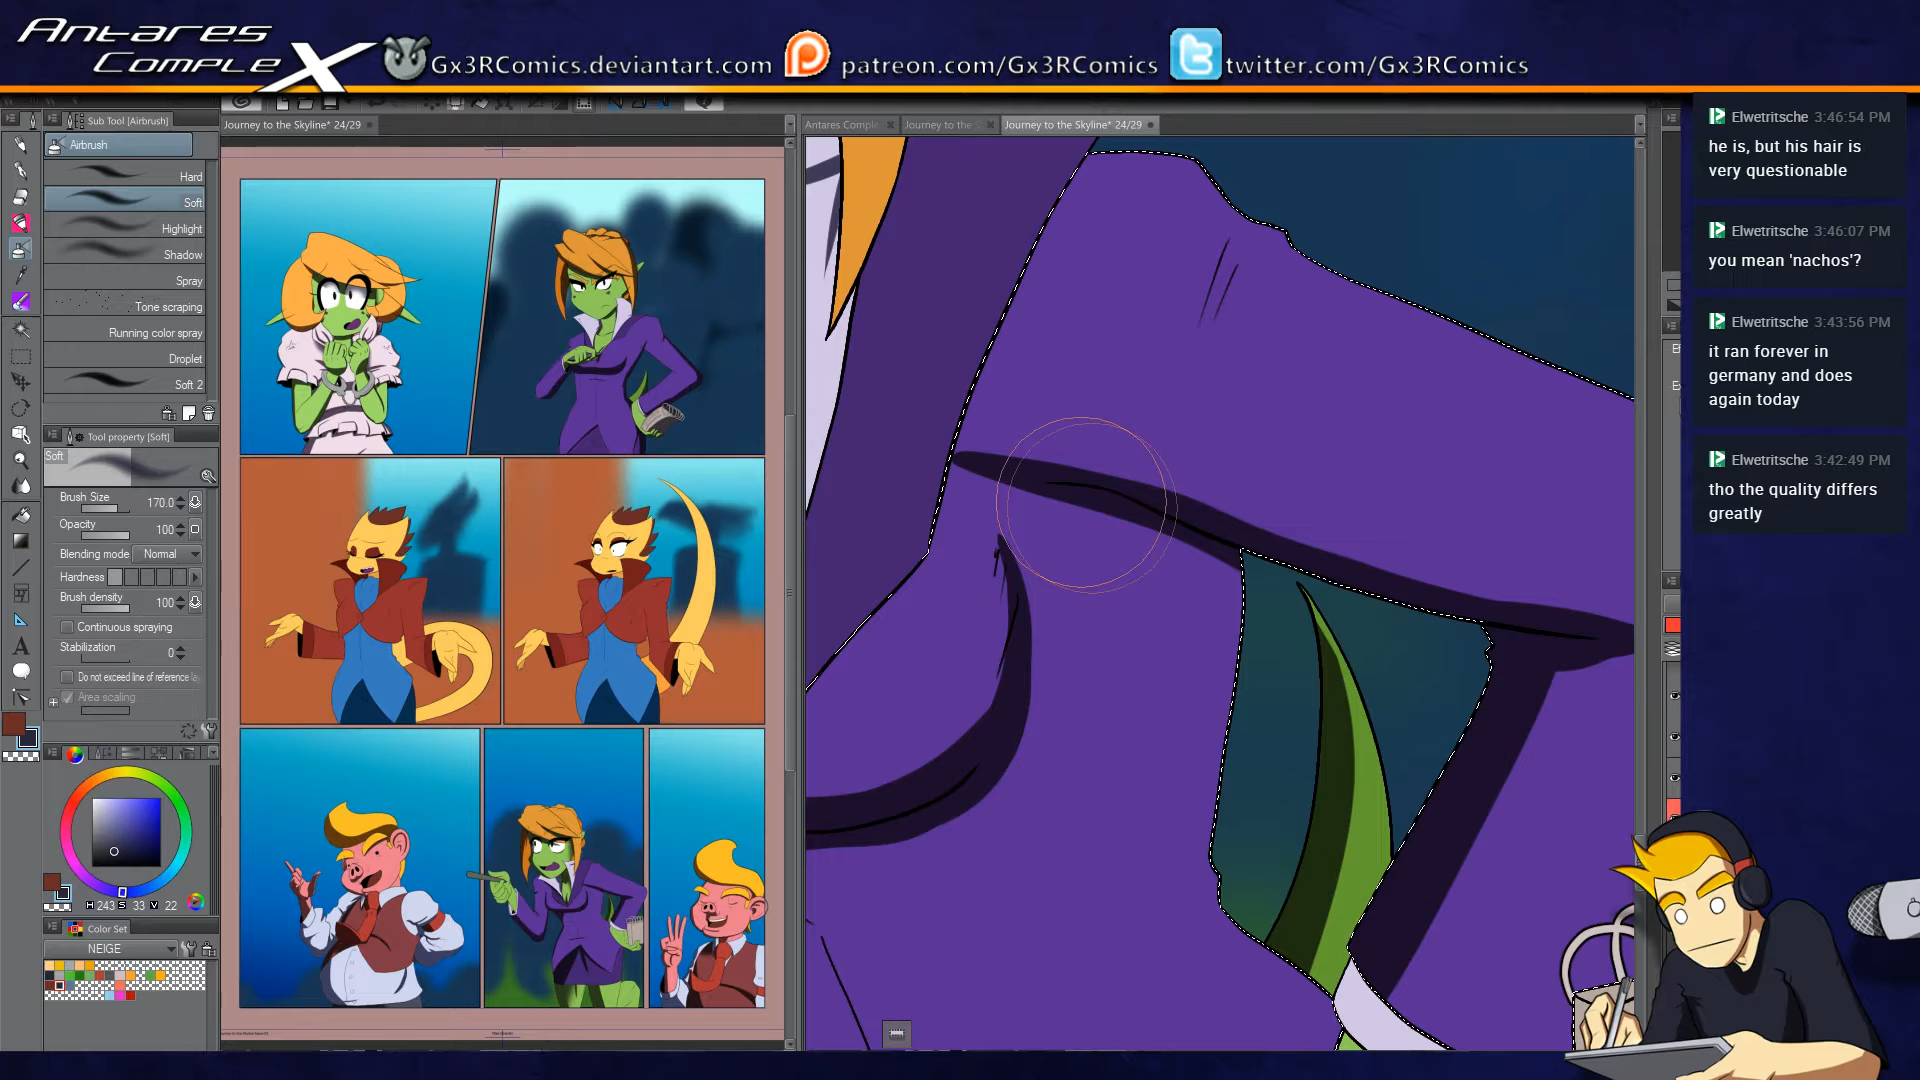 Antares
Complex
Gx3RComics.deviantart.com
patreon.com/Gx3RComics
twitter.com/Gx3RComics
Sub Tool [Airbrush]
Airbrush
Hard
Soft
Highlight
Shadow
Spray
Tone scraping
Running color spray
Droplet
Soft 2
Tool property [Soft]
Soft
Brush Size 170.0
Opacity 100
Blending mode Normal
Hardness
Brush density 100
Continuous spraying
Stabilization 0
Do not exceed line of reference la
Area scaling
H 243 S 33 V 22
Color Set
NEIGE
Journey to the Skyline* 24/29
Antares Comple
Journey to the S
Journey to the Skyline* 24/29
Elwetritsche 3:46:54 PM
he is, but his hair is
very questionable
Elwetritsche 3:46:07 PM
you mean 'nachos'?
Elwetritsche 3:43:56 PM
it ran forever in
germany and does
again today
Elwetritsche 3:42:49 PM
tho the quality differs
greatly